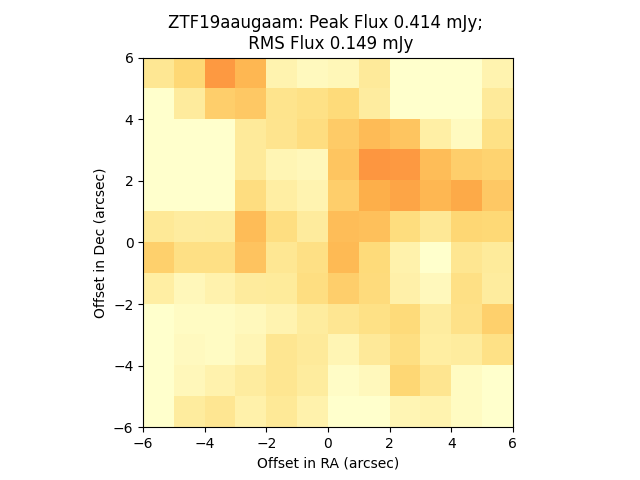 ZTF19aaugaam: Peak Flux 0.414 mJy;
RMS Flux 0.149 mJy
6
4
2
0
−2
−4
−6
Offset in Dec (arcsec)
−6 −4 −2 0 2 4 6
Offset in RA (arcsec)